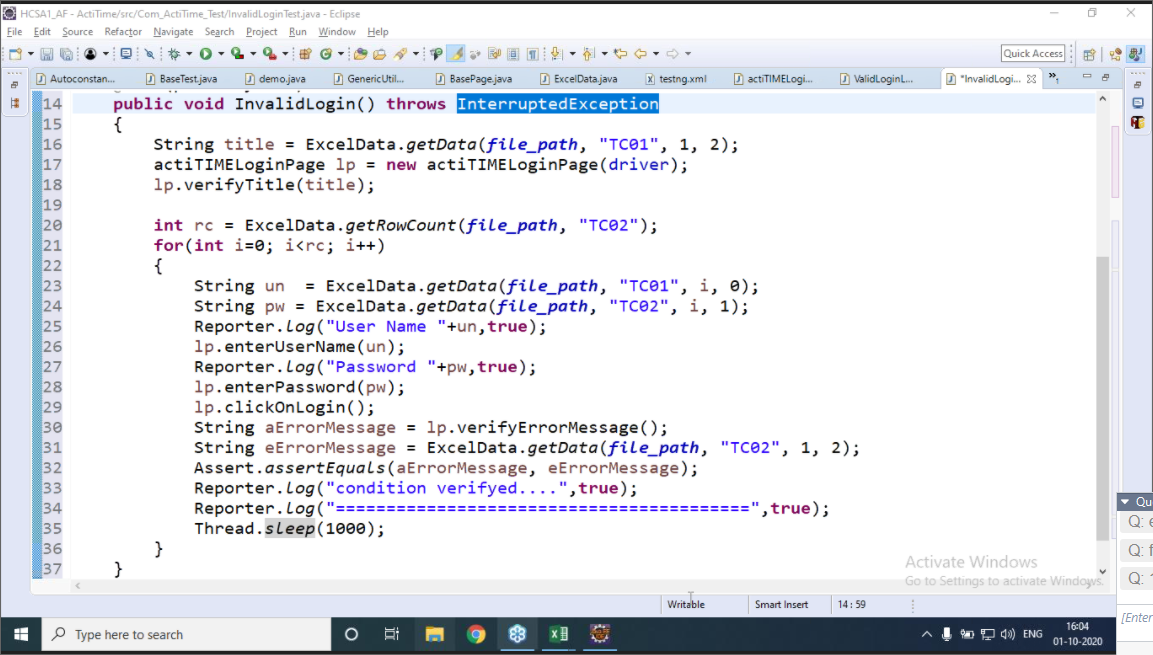 HCSA1_AF - ActiTime/src/Com_ActiTime_Test/InvalidLoginTest.java - Eclipse
File Edit Source Refactor Navigate Search Project Run Window Help
Quick Access
Autoconstan... BaseTest.java demo.java GenericUtil... BasePage.java ExcelData.java testng.xml actiTIMELogi... ValidLoginL... *InvalidLogi... »1
14 public void InvalidLogin() throws InterruptedException
15 {
16 String title = ExcelData.getData(file_path, "TC01", 1, 2);
17 actiTIMELoginPage lp = new actiTIMELoginPage(driver);
18 lp.verifyTitle(title);
19
20 int rc = ExcelData.getRowCount(file_path, "TC02");
21 for(int i=0; i<rc; i++)
22 {
23 String un  = ExcelData.getData(file_path, "TC01", i, 0);
24 String pw = ExcelData.getData(file_path, "TC02", i, 1);
25 Reporter.log("User Name "+un,true);
26 lp.enterUserName(un);
27 Reporter.log("Password "+pw,true);
28 lp.enterPassword(pw);
29 lp.clickOnLogin();
30 String aErrorMessage = lp.verifyErrorMessage();
31 String eErrorMessage = ExcelData.getData(file_path, "TC02", 1, 2);
32 Assert.assertEquals(aErrorMessage, eErrorMessage);
33 Reporter.log("condition verifyed....",true);
34 Reporter.log("=========================================",true);
35 Thread.sleep(1000);
36 }
37 }
Qu
Q: e
Q: f
Q:
[Enter
Activate Windows
Go to Settings to activate Windows.
Writable Smart Insert 14 : 59
Type here to search
ENG
16:04
01-10-2020